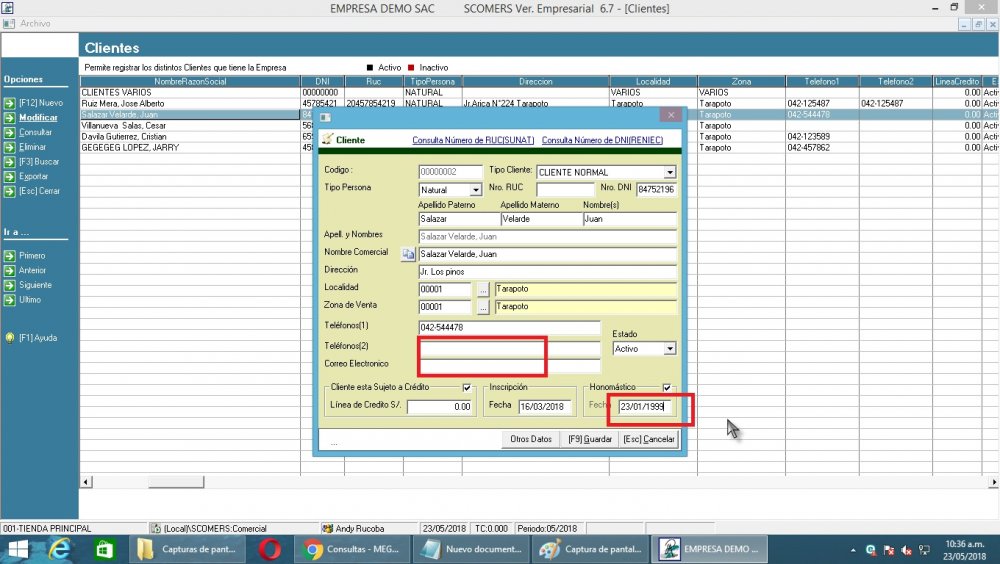 EMPRESA DEMO SAC SCOMERS Ver. Empresarial 6.7 - [Clientes]
Archivo
Clientes
Permite registrar los distintos Clientes que tiene la Empresa Activo Inactivo
Opciones
[F12] Nuevo
Modificar
Consultar
Eliminar
[F3] Buscar
Exportar
[Esc] Cerrar
Ir a ...
Primero
Anterior
Siguiente
Ultimo
[F1] Ayuda
NombreRazonSocial DNI Ruc TipoPersona Direccion Localidad Zona Telefono1 Telefono2 LineaCredito E
CLIENTES VARIOS 00000000 NATURAL VARIOS VARIOS 0.00 Acti
Ruiz Mera, Jose Alberto 45785421 20457854219 NATURAL Jr.Arica N°224 Tarapoto Tarapoto Tarapoto 042-125487 042-125487 0.00 Acti
Salazar Velarde, Juan 84 Tarapoto 042-544478 0.00 Acti
Villanueva Salas, Cesar 568 Tarapoto 0.00 Acti
Davila Gutierrez, Cristian 655 Tarapoto 042-123589 0.00 Acti
GEGEGEG LOPEZ, JARRY 458 Tarapoto 042-457862 0.00 Acti
Cliente Consulta Número de RUC(SUNAT) Consulta Número de DNI(RENIEC)
Codigo : 00000002 Tipo Cliente: CLIENTE NORMAL
Tipo Persona Natural Nro. RUC Nro. DNI 84752196
Apellido Paterno Apellido Materno Nombre(s)
Salazar Velarde Juan
Apell. y Nombres Salazar Velarde, Juan
Nombre Comercial Salazar Velarde, Juan
Dirección Jr. Los pinos
Localidad 00001 ... Tarapoto
Zona de Venta 00001 ... Tarapoto
Teléfonos(1) 042-544478
Estado
Teléfonos(2) Activo
Correo Electronico
Cliente esta Sujeto a Crédito Inscripción Honomástico
Línea de Credito S/. 0.00 Fecha 16/03/2018 Fecha 23/01/1999
... Otros Datos [F9] Guardar [Esc] Cancelar
001-TIENDA PRINCIPAL (Local)\SCOMERS:Comercial Andy Rucoba 23/05/2018 TC:0.000 Periodo:05/2018
Capturas de pant... Consultas - MEG... Nuevo document... Captura de pantal... EMPRESA DEMO ... 10:36 a.m.
23/05/2018